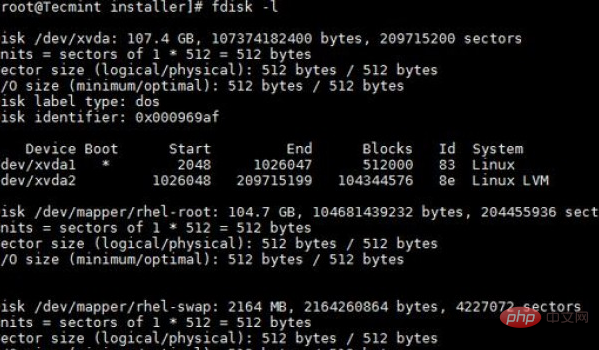 root@Tecmint installer]# fdisk -l
isk /dev/xvda: 107.4 GB, 107374182400 bytes, 209715200 sectors
nits = sectors of 1 * 512 = 512 bytes
ector size (logical/physical): 512 bytes / 512 bytes
/O size (minimum/optimal): 512 bytes / 512 bytes
isk label type: dos
isk identifier: 0x000969af
Device Boot Start End Blocks Id System
dev/xvda1 * 2048 1026047 512000 83 Linux
dev/xvda2 1026048 209715199 104344576 8e Linux LVM
isk /dev/mapper/rhel-root: 104.7 GB, 104681439232 bytes, 204455936 sect
nits = sectors of 1 * 512 = 512 bytes
ector size (logical/physical): 512 bytes / 512 bytes
/O size (minimum/optimal): 512 bytes / 512 bytes
isk /dev/mapper/rhel-swap: 2164 MB, 2164260864 bytes, 4227072 sectors
nits = sectors of 1 * 512 = 512 bytes
ector size (logical/physical): 512 bytes / 512 bytes
php 中文网